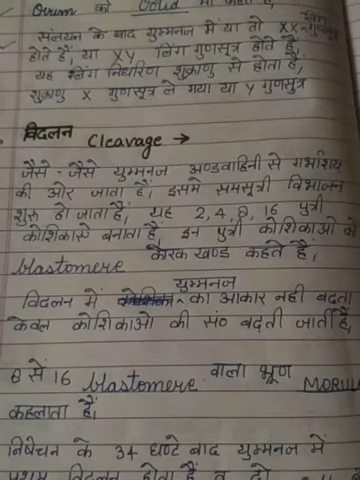 Ovum को Ootid भी कहते हैं,
संलयन के बाद युग्मनज में या तो XX लिंग गुणसूत्र
होते हैं, या XY लिंग गुणसूत्र होते हैं,
यह लिंग निर्धारण शुक्राणु से होता है,
शुक्राणु X गुणसूत्र ले गया या Y गुणसूत्र
विदलन Cleavage →
जैसे - जैसे युग्मनज अण्डवाहिनी से गर्भाशय
की ओर जाता है, इसमे समसूत्री विभाजन
शुरू हो जाता है, यह 2, 4, 8, 16 पुत्री
कोशिकाऐ बनाता है, इन पुत्री कोशिकाओ को
Blastomere कोरक खण्ड कहते हैं,
विदलन में युग्मनज का आकार नही बढ़ता
केवल कोशिकाओ की सं० बढ़ती जाती है,
8 से 16 blastomere वाला भ्रूण MORULA
कहलाता है,
निषेचन के 34 घण्टे बाद युग्मनज में
प्रथम विदलन होता है व दो